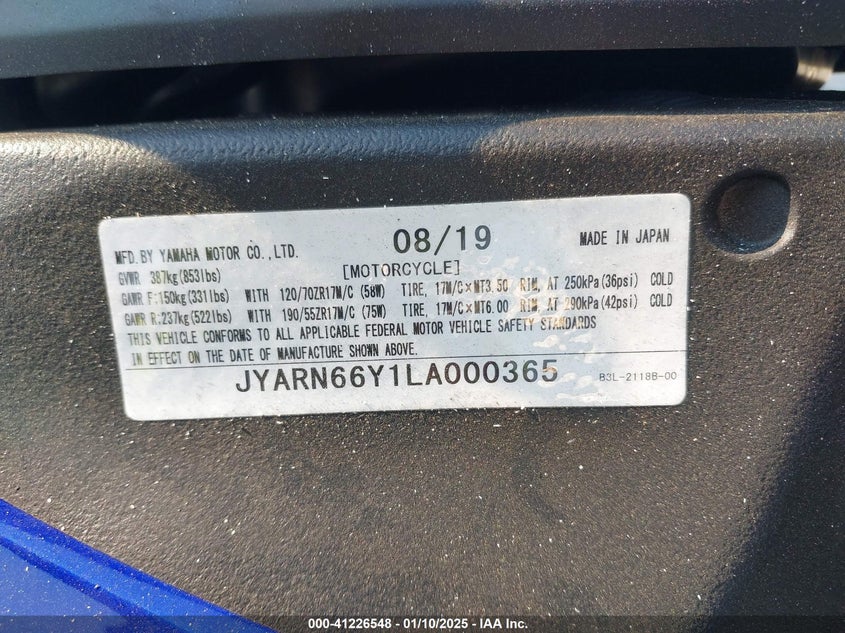 MFD. BY YAMAHA MOTOR CO.,LTD. 08/19 MADE IN JAPAN
GVWR 387kg(853lbs) [MOTORCYCLE]
GAWR F:150kg(331lbs) WITH 120/70ZR17M/C (58W) TIRE, 17M/C×MT3.50 RIM, AT 250kPa(36psi) COLD
GAWR R:237kg(522lbs) WITH 190/55ZR17M/C (75W) TIRE, 17M/C×MT6.00 RIM, AT 290kPa(42psi) COLD
THIS VEHICLE CONFORMS TO ALL APPLICABLE FEDERAL MOTOR VEHICLE SAFETY STANDARDS
IN EFFECT ON THE DATE OF MANUFACTURE SHOWN ABOVE.
JYARN66Y1LA000365 B3L-2118B-00
000-41226548 - 01/10/2025 - IAA Inc.